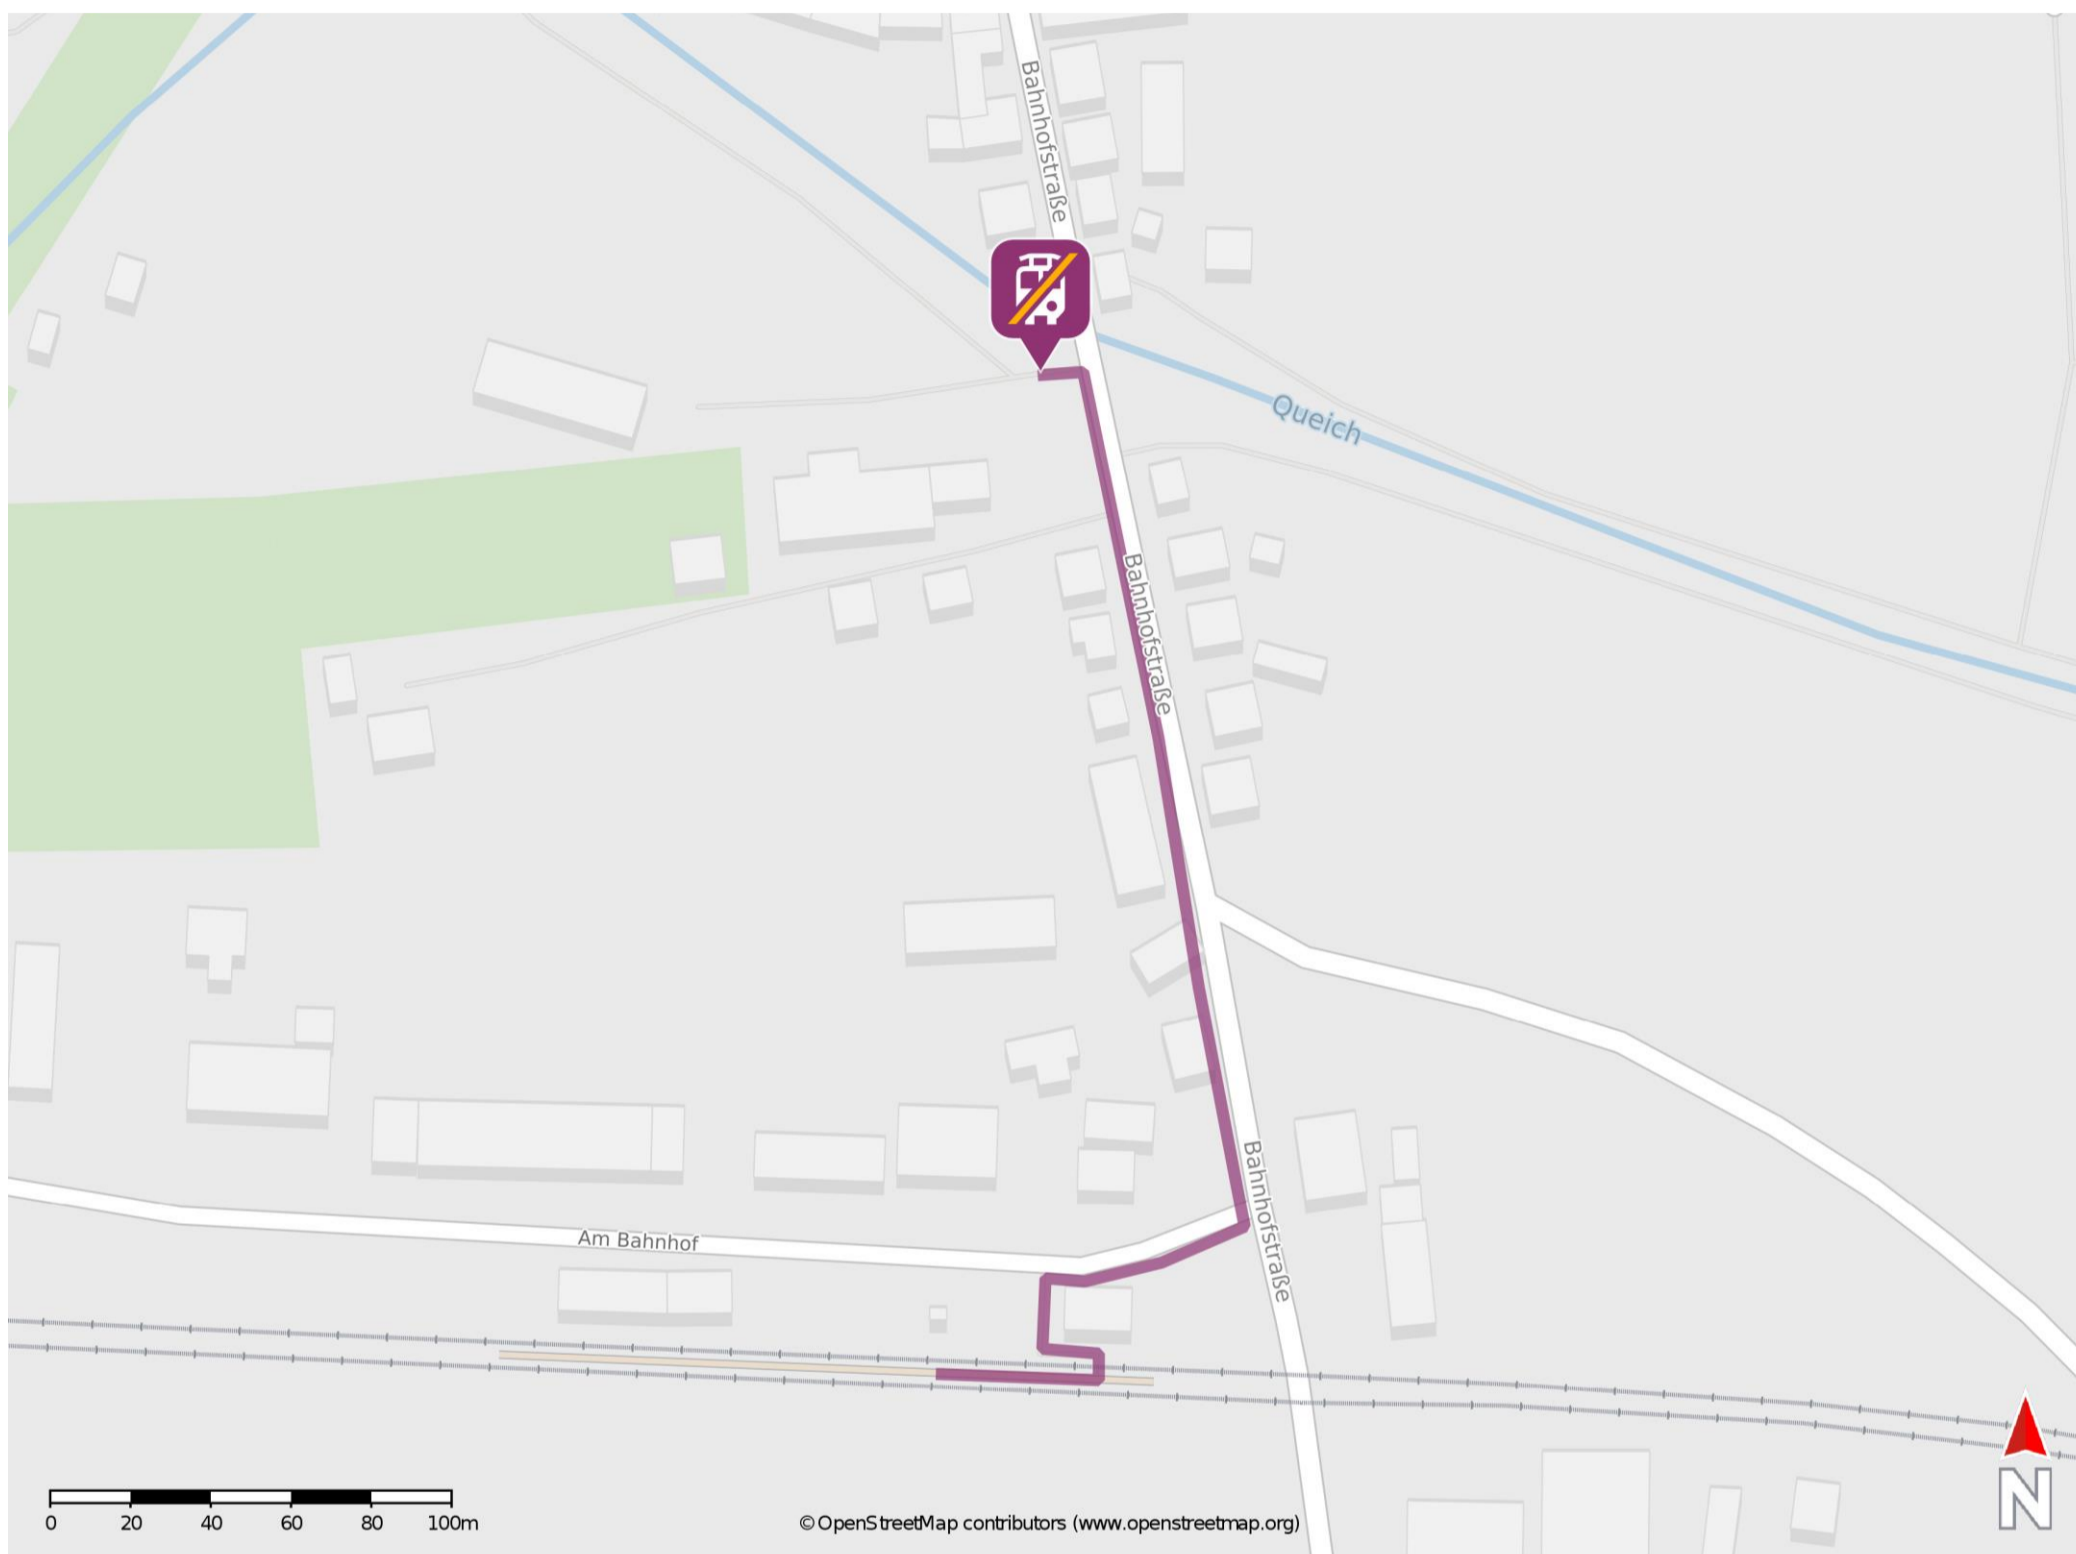 Bahnhofstraße
Queich
Bahnhofstraße
Bahnhofstraße
Am Bahnhof
0 20 40 60 80 100m
© OpenStreetMap contributors (www.openstreetmap.org)
N